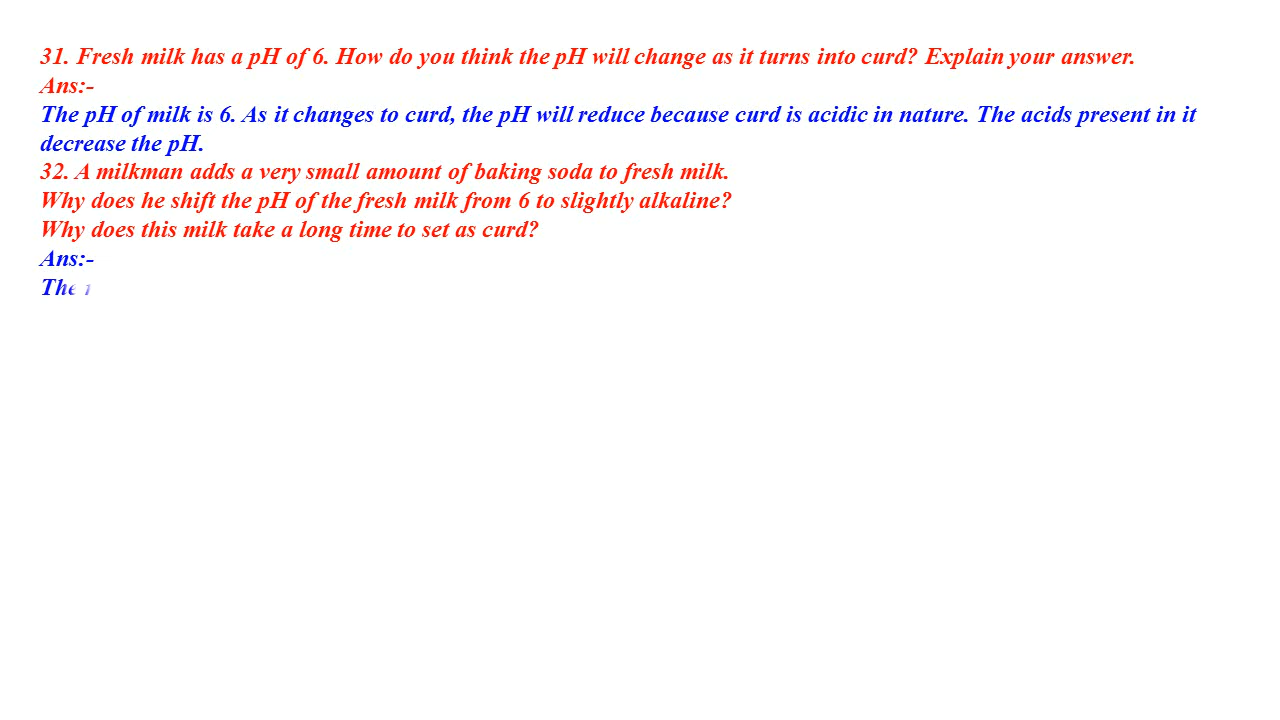 31. Fresh milk has a pH of 6. How do you think the pH will change as it turns into curd? Explain your answer.
Ans:-
The pH of milk is 6. As it changes to curd, the pH will reduce because curd is acidic in nature. The acids present in it
decrease the pH.
32. A milkman adds a very small amount of baking soda to fresh milk.
Why does he shift the pH of the fresh milk from 6 to slightly alkaline?
Why does this milk take a long time to set as curd?
Ans:-
The